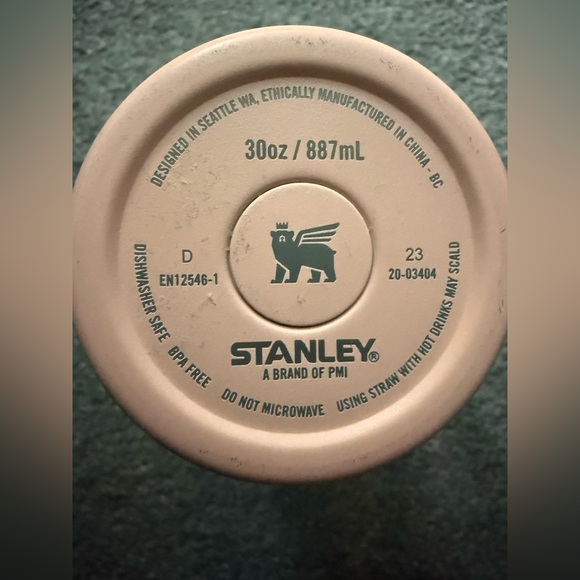 DESIGNED IN SEATTLE WA, ETHICALLY MANUFACTURED IN CHINA - BC
30oz / 887mL
D
EN12546-1
23
20-03404
STANLEY®
A BRAND OF PMI
DISHWASHER SAFE BPA FREE DO NOT MICROWAVE USING STRAW WITH HOT DRINKS MAY SCALD